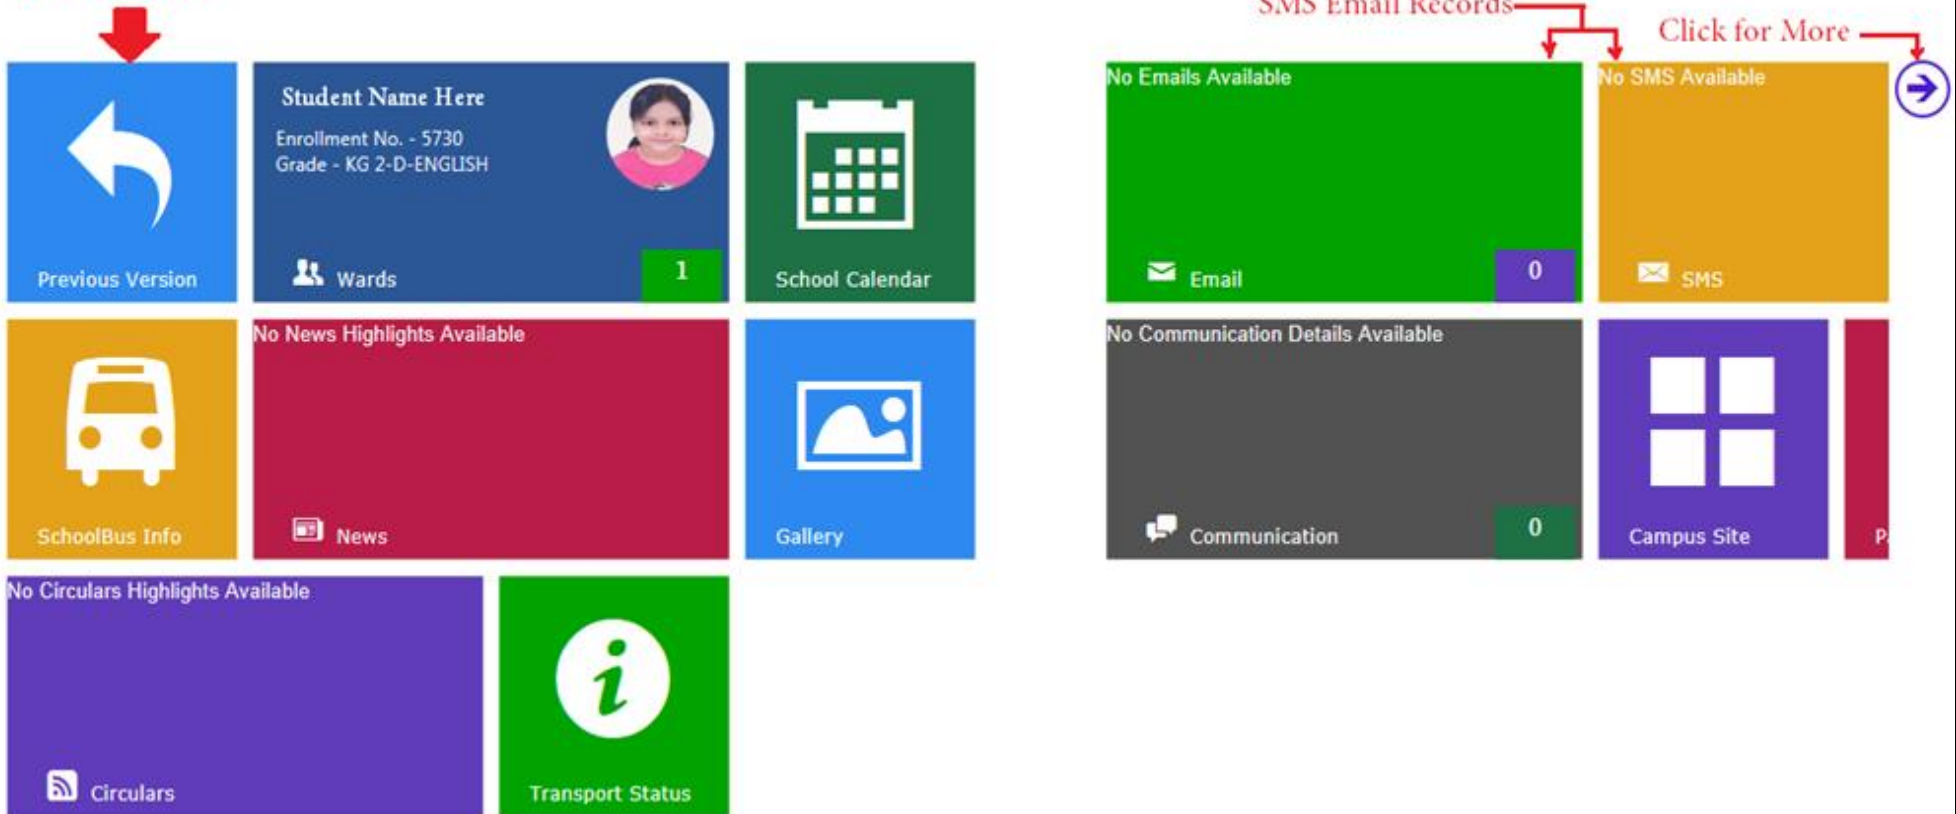 SMS Email Records
Click for More
Student Name Here
Enrollment No. - 5730
Grade - KG 2-D-ENGLISH
Previous Version
Wards
1
School Calendar
No Emails Available
Email
0
No SMS Available
SMS
SchoolBus Info
No News Highlights Available
News
Gallery
No Communication Details Available
Communication
0
Campus Site
No Circulars Highlights Available
Circulars
Transport Status